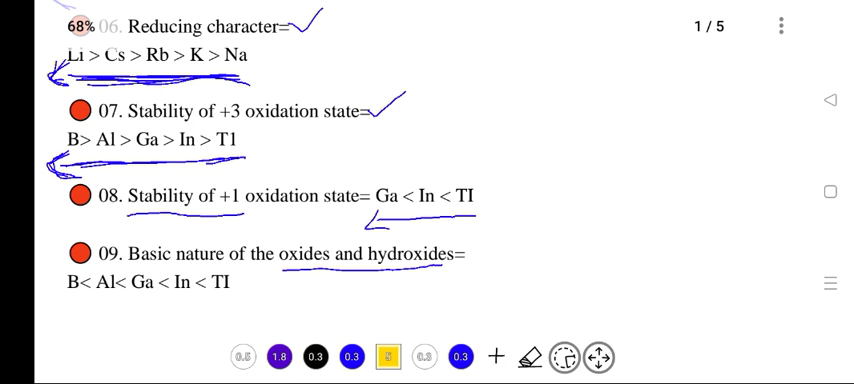 68% 06. Reducing character=
1 / 5
Li > Cs > Rb > K > Na
07. Stability of +3 oxidation state=
B> Al > Ga > In > T1
08. Stability of +1 oxidation state= Ga < In < TI
09. Basic nature of the oxides and hydroxides=
B< Al< Ga < In < TI
0.5 1.8 0.3 0.3 5 0.3 0.3